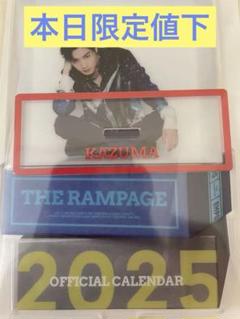 本日限定値下
KAZUMA
THE RAMPAGE
OFFICIAL CALENDAR
2025